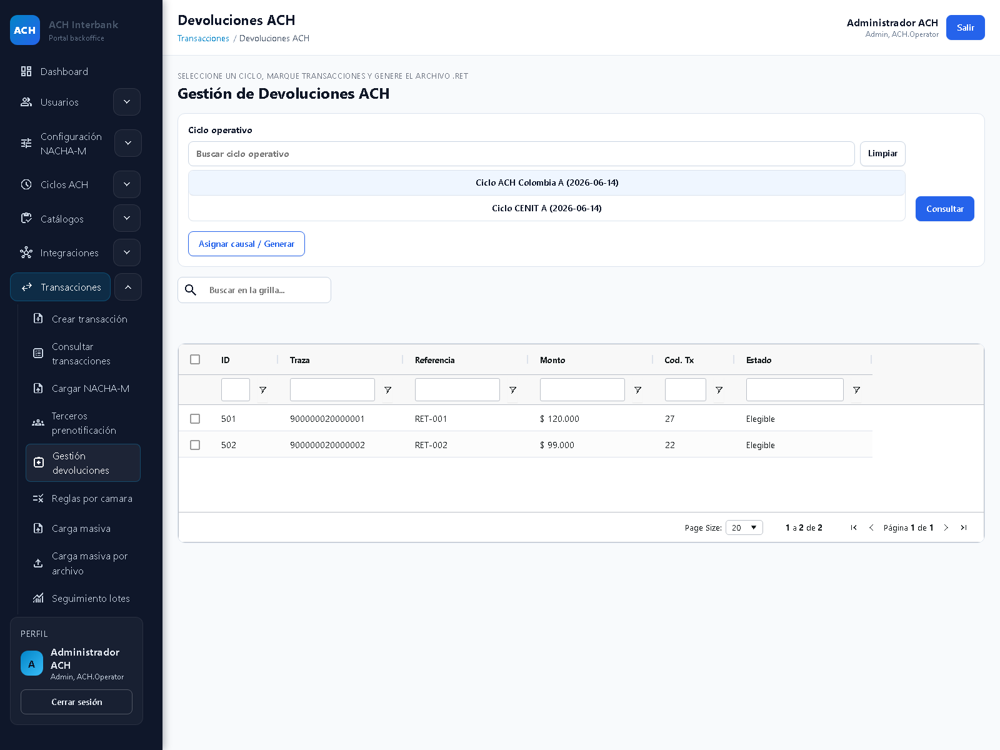 ACH
ACH Interbank
Portal backoffice
Dashboard
Usuarios
Configuración
NACHA-M
Ciclos ACH
Catálogos
Integraciones
Transacciones
Crear transacción
Consultar
transacciones
Cargar NACHA-M
Terceros
prenotificación
Gestión
devoluciones
Reglas por camara
Carga masiva
Carga masiva por
archivo
Seguimiento lotes
PERFIL
A
Administrador
ACH
Admin, ACH.Operator
Cerrar sesión
Devoluciones ACH
Transacciones / Devoluciones ACH
Administrador ACH
Admin, ACH.Operator
Salir
SELECCIONE UN CICLO, MARQUE TRANSACCIONES Y GENERE EL ARCHIVO .RET
Gestión de Devoluciones ACH
Ciclo operativo
Buscar ciclo operativo
Limpiar
Ciclo ACH Colombia A (2026-06-14)
Ciclo CENIT A (2026-06-14)
Consultar
Asignar causal / Generar
Buscar en la grilla...
ID Traza Referencia Monto Cod. Tx Estado
501 900000020000001 RET-001 $ 120.000 27 Elegible
502 900000020000002 RET-002 $ 99.000 22 Elegible
Page Size: 20 1 a 2 de 2 Página 1 de 1